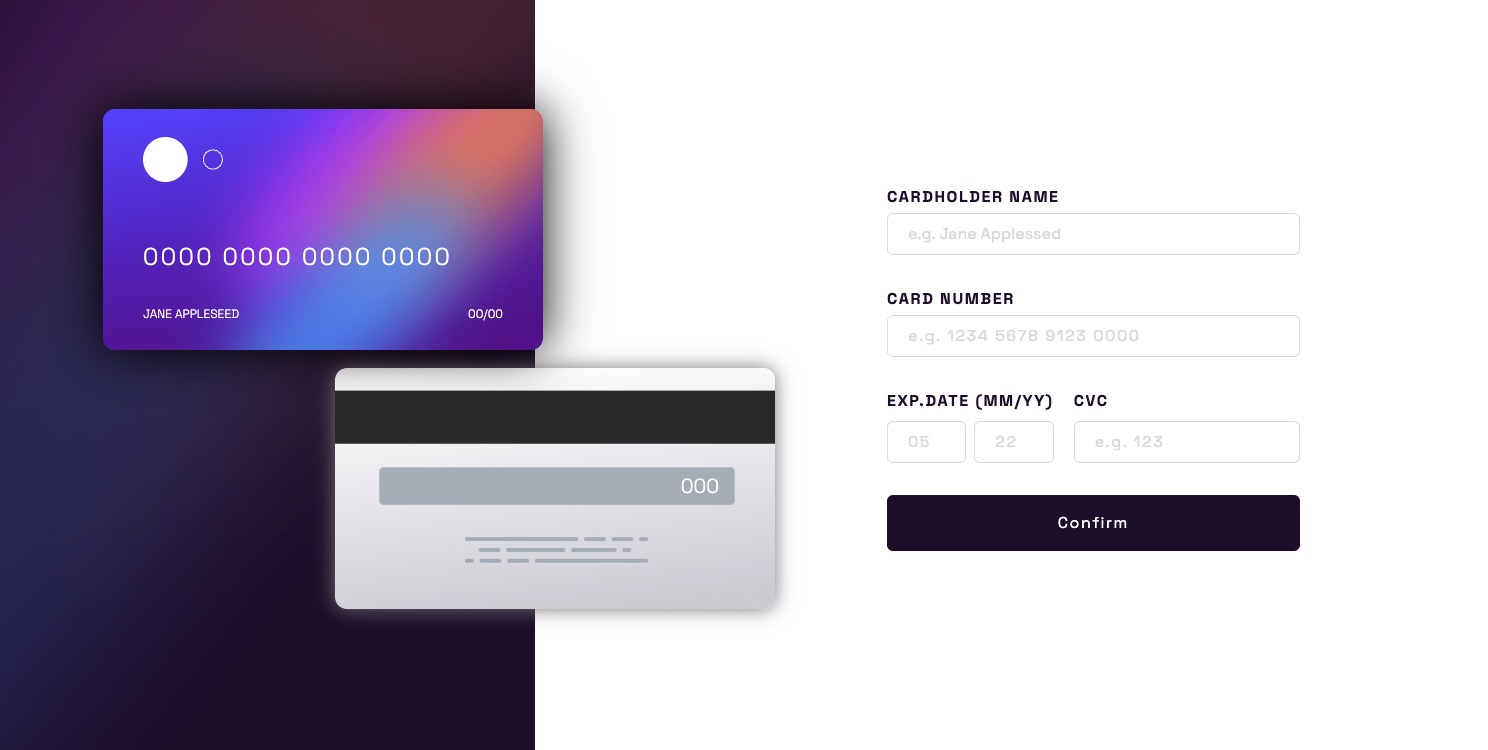 0000 0000 0000 0000
JANE APPLESEED 00/00
000
CARDHOLDER NAME
e.g. Jane Applessed
CARD NUMBER
e.g. 1234 5678 9123 0000
EXP.DATE (MM/YY) CVC
05 22 e.g. 123
Confirm